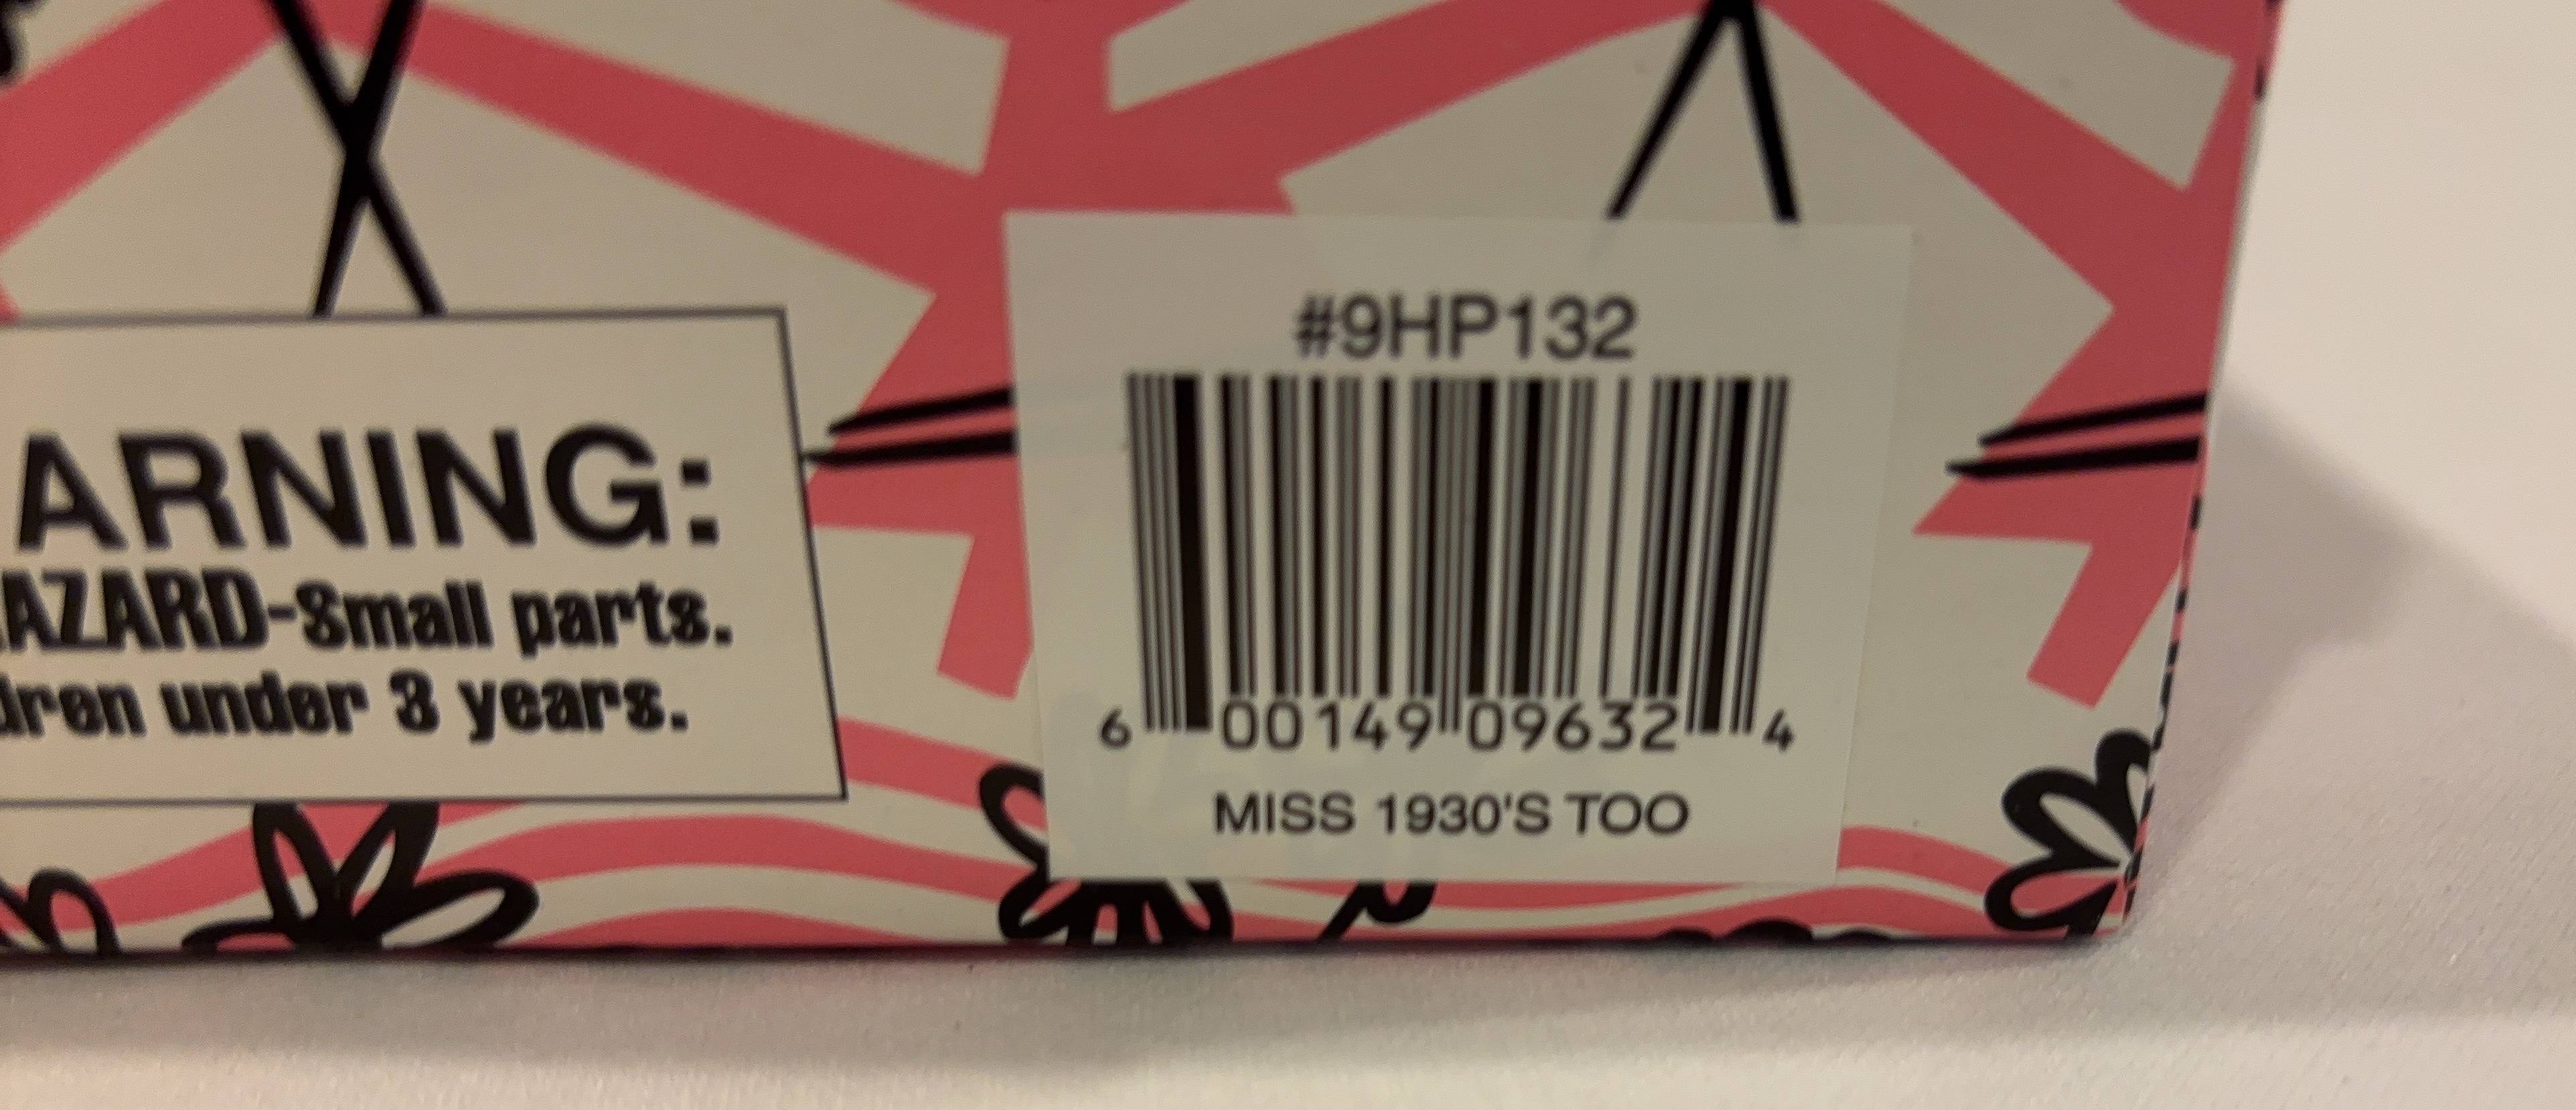 ARNING:
AZARD-Small parts.
dren under 3 years.
#9HP132
6 00149 09632 4
MISS 1930'S TOO